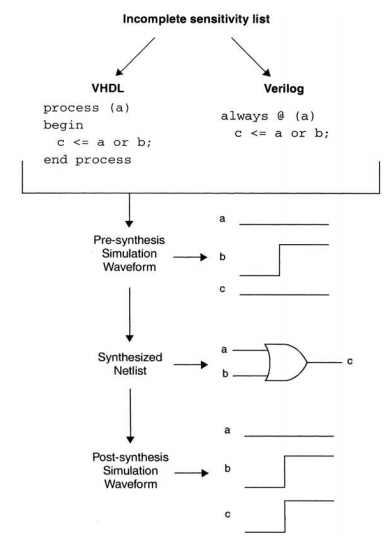 Incomplete sensitivity list
VHDL
process (a)
begin
c <= a or b;
end process
Verilog
always @ (a)
c <= a or b;
Pre-synthesis
Simulation
Waveform
a
b
c
Synthesized
Netlist
a
b
c
Post-synthesis
Simulation
Waveform
a
b
c